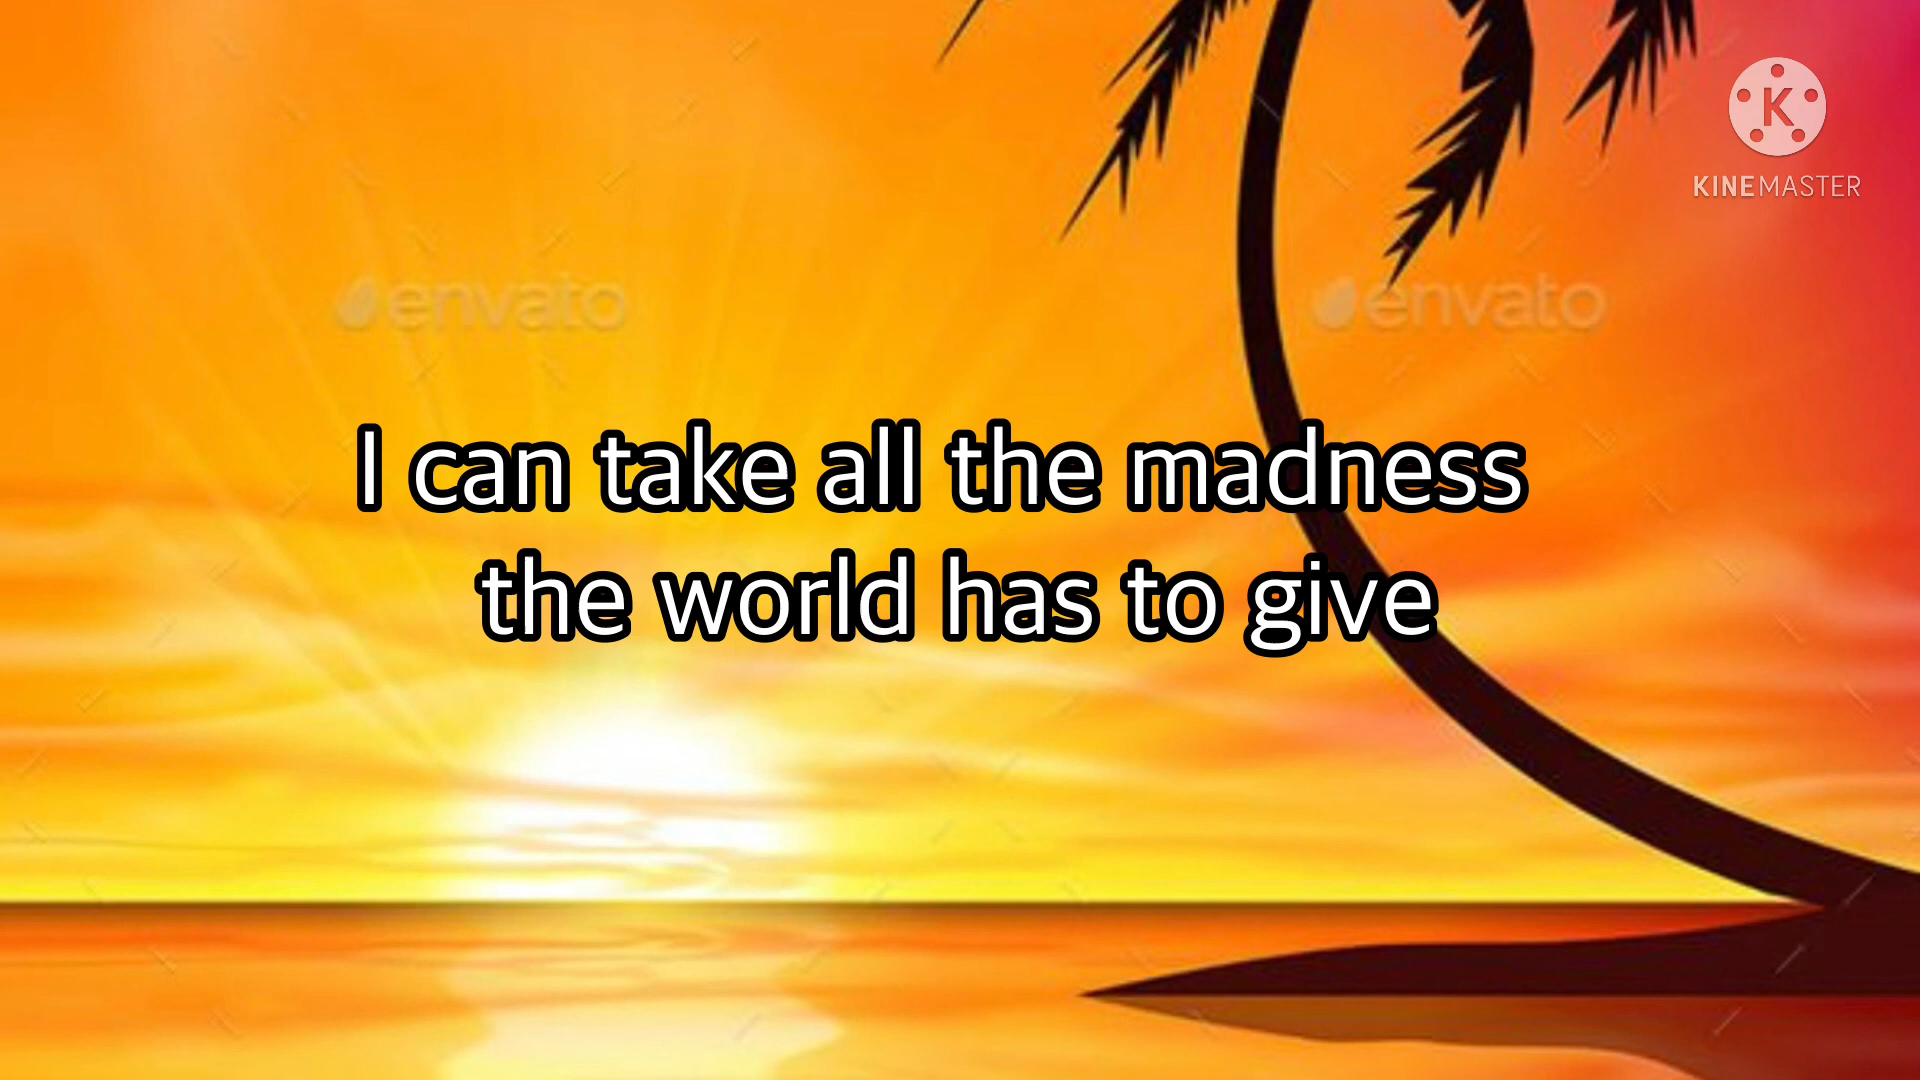 KINEMASTER
envato envato
I can take all the madness
the world has to give